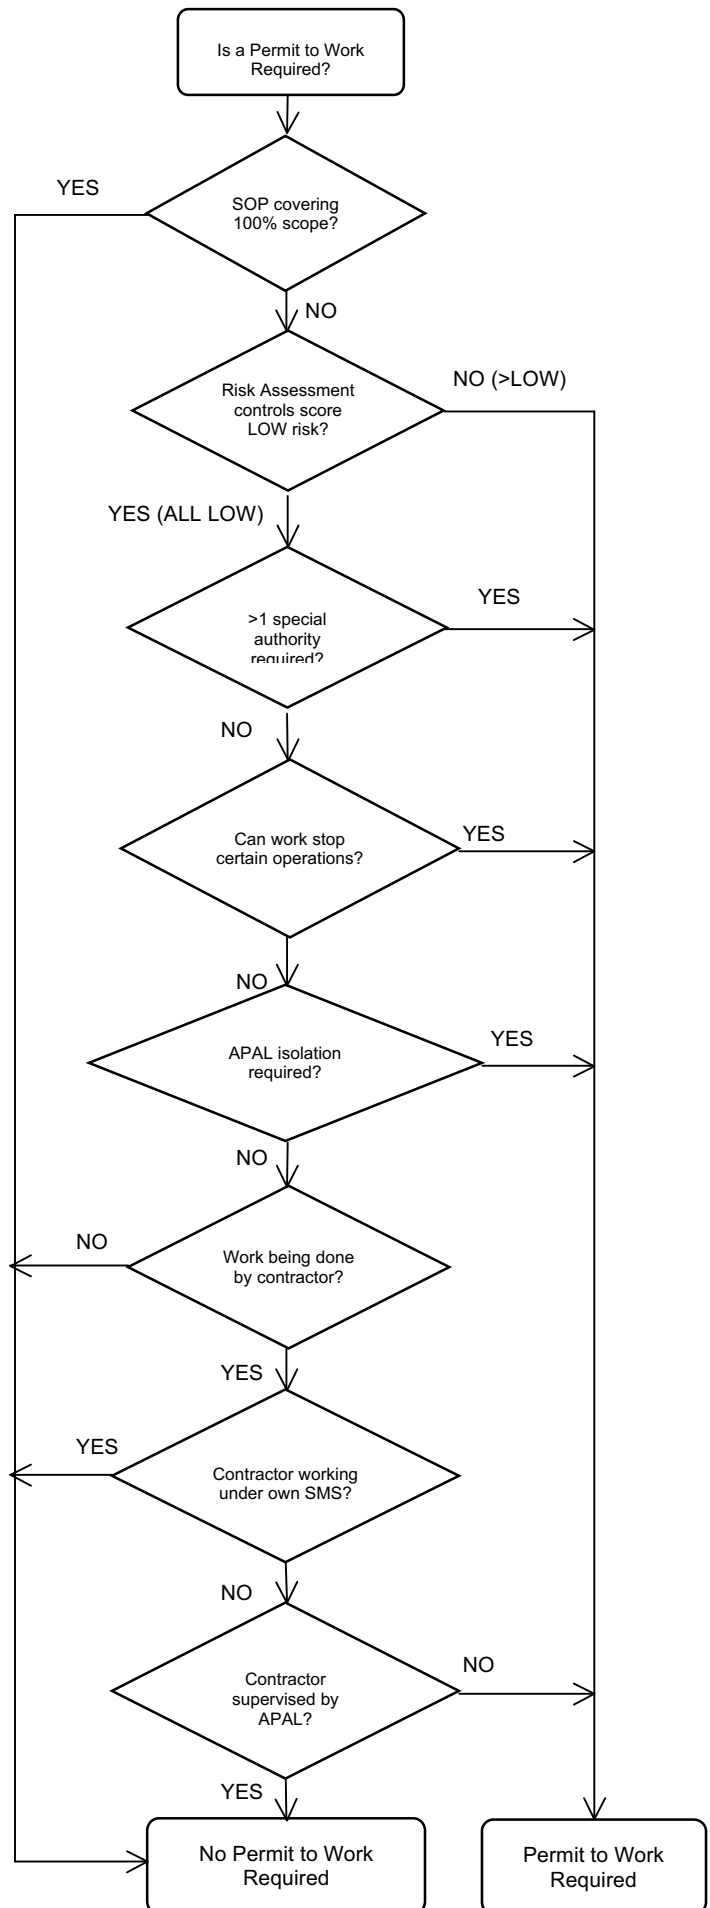 Is a Permit to Work
Required?
YES
SOP covering
100% scope?
NO
Risk Assessment
controls score
LOW risk?
NO (>LOW)
YES (ALL LOW)
>1 special
authority
required?
YES
NO
Can work stop
certain operations?
YES
NO
APAL isolation
required?
YES
NO
NO
Work being done
by contractor?
YES
YES
Contractor working
under own SMS?
NO
Contractor
supervised by
APAL?
NO
YES
No Permit to Work
Required
Permit to Work
Required